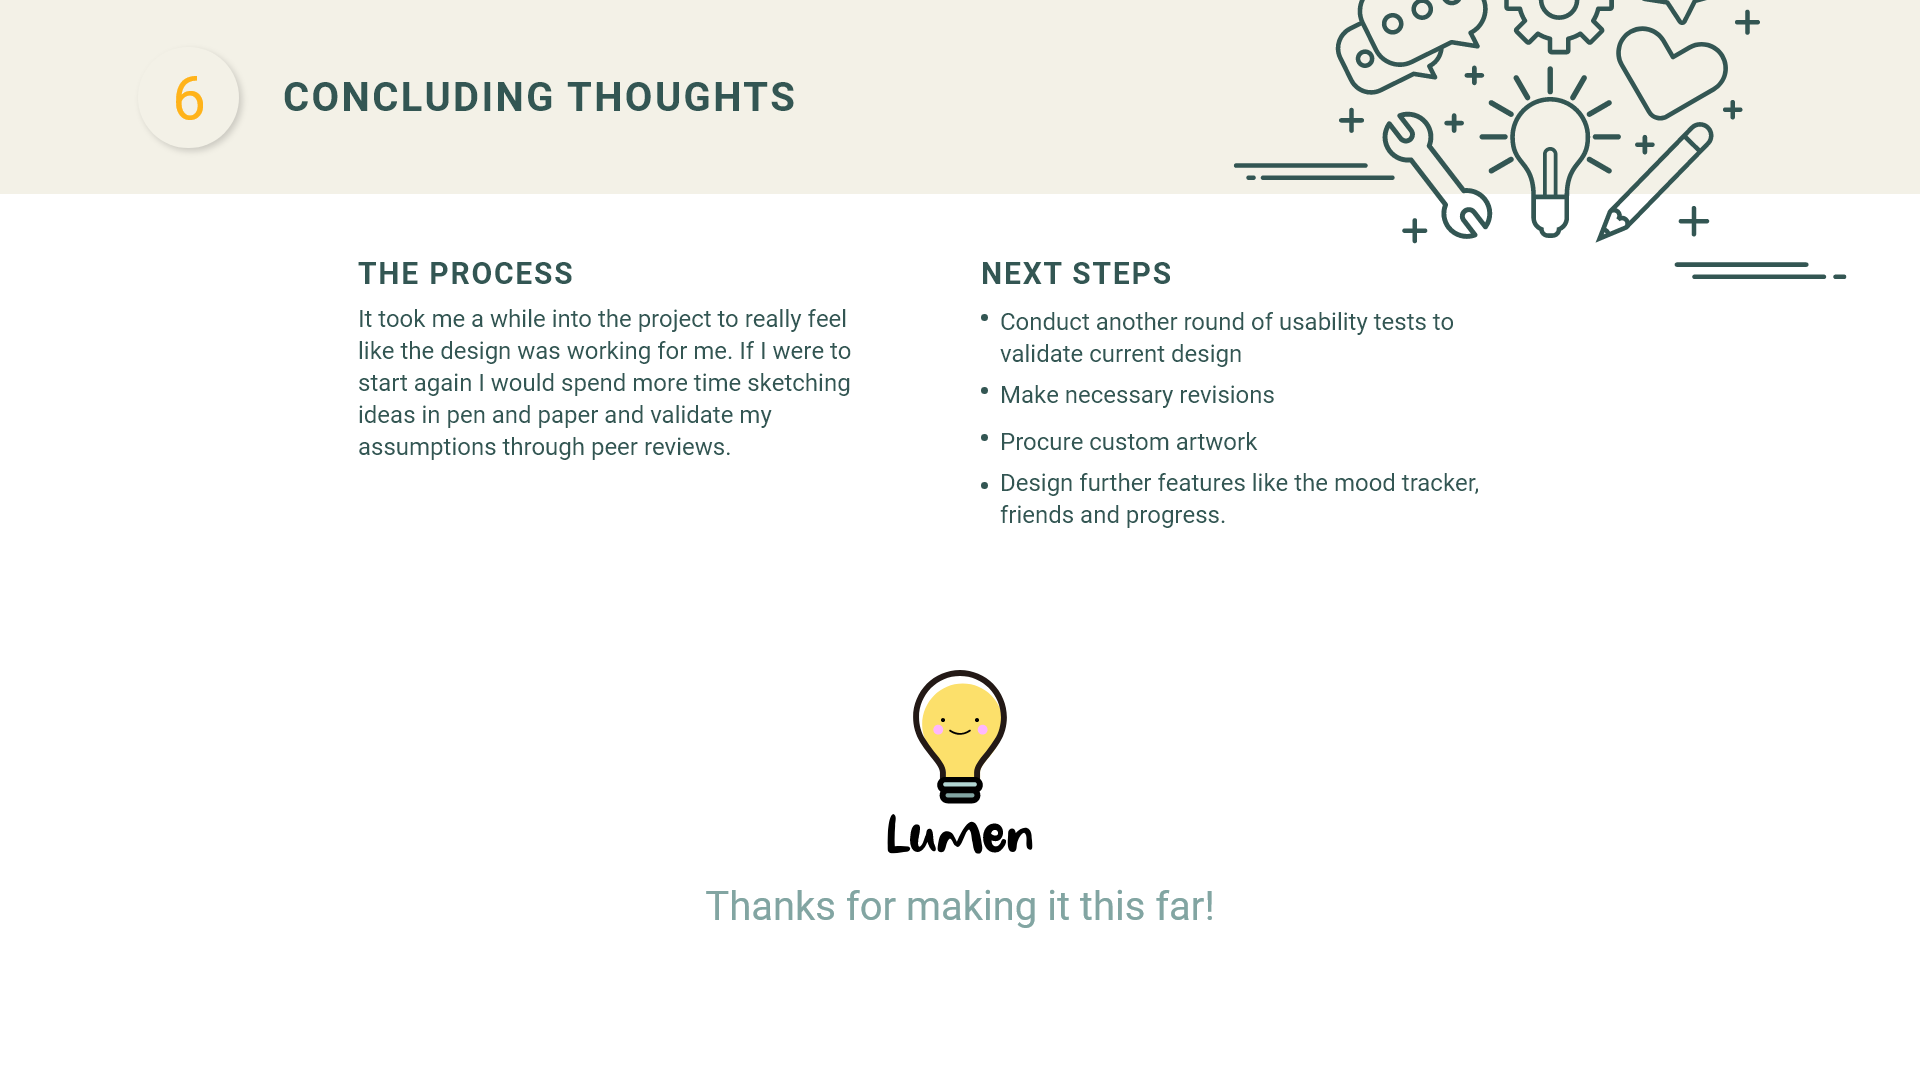 6
CONCLUDING THOUGHTS
THE PROCESS
It took me a while into the project to really feel
like the design was working for me. If I were to
start again I would spend more time sketching
ideas in pen and paper and validate my
assumptions through peer reviews.
NEXT STEPS
• Conduct another round of usability tests to
validate current design
• Make necessary revisions
• Procure custom artwork
• Design further features like the mood tracker,
friends and progress.
Lumen
Thanks for making it this far!